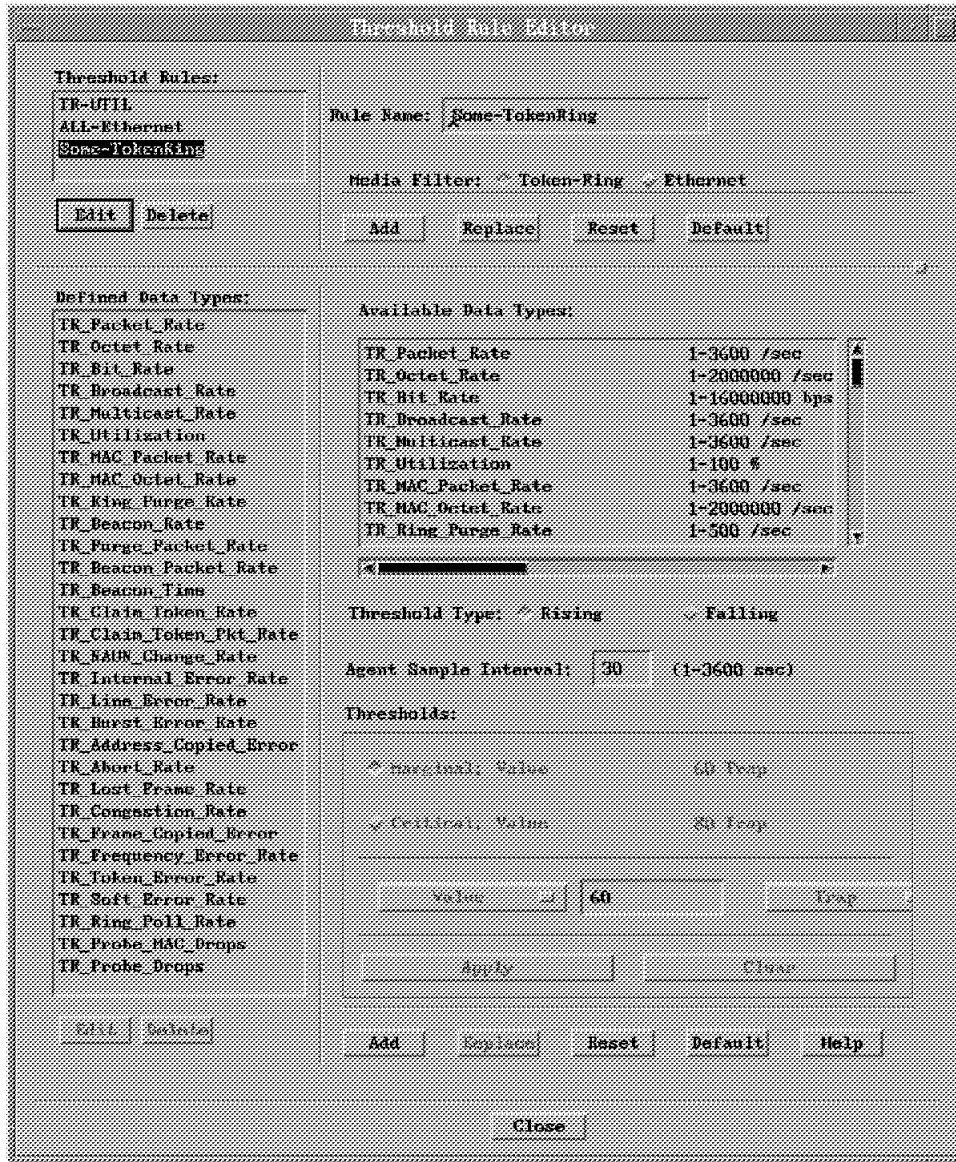 Threshold Rule Editor
Threshold Rules:
TR-UTIL
ALL-Ethernet
Some-TokenRing
Edit Delete
Rule Name: Some-TokenRing
Media Filter: Token-Ring Ethernet
Add Replace Reset Default
Defined Data Types:
TR_Packet_Rate
TR_Octet_Rate
TR_Bit_Rate
TR_Broadcast_Rate
TR_Multicast_Rate
TR_Utilization
TR_MAC_Packet_Rate
TR_MAC_Octet_Rate
TR_Ring_Purge_Rate
TR_Beacon_Rate
TR_Purge_Packet_Rate
TR_Beacon_Packet_Rate
TR_Beacon_Time
TR_Claim_Token_Rate
TR_Claim_Token_Pkt_Rate
TR_NAUN_Change_Rate
TR_Internal_Error_Rate
TR_Line_Error_Rate
TR_Burst_Error_Rate
TR_Address_Copied_Error
TR_Abort_Rate
TR_Lost_Frame_Rate
TR_Congestion_Rate
TR_Frame_Copied_Error
TR_Frequency_Error_Rate
TR_Token_Error_Rate
TR_Soft_Error_Rate
TR_Ring_Poll_Rate
TR_Probe_MAC_Drops
TR_Probe_Drops
Edit Delete
Available Data Types:
TR_Packet_Rate 1-3600 /sec
TR_Octet_Rate 1-2000000 /sec
TR_Bit_Rate 1-16000000 bps
TR_Broadcast_Rate 1-3600 /sec
TR_Multicast_Rate 1-3600 /sec
TR_Utilization 1-100 %
TR_MAC_Packet_Rate 1-3600 /sec
TR_MAC_Octet_Rate 1-2000000 /sec
TR_Ring_Purge_Rate 1-500 /sec
Threshold Type: Rising Falling
Agent Sample Interval: 30 (1-3600 sec)
Thresholds:
Marginal: Value 60 Trap
Critical: Value 80 Trap
Value 60 Trap
Apply Clear
Add Replace Reset Default Help
Close